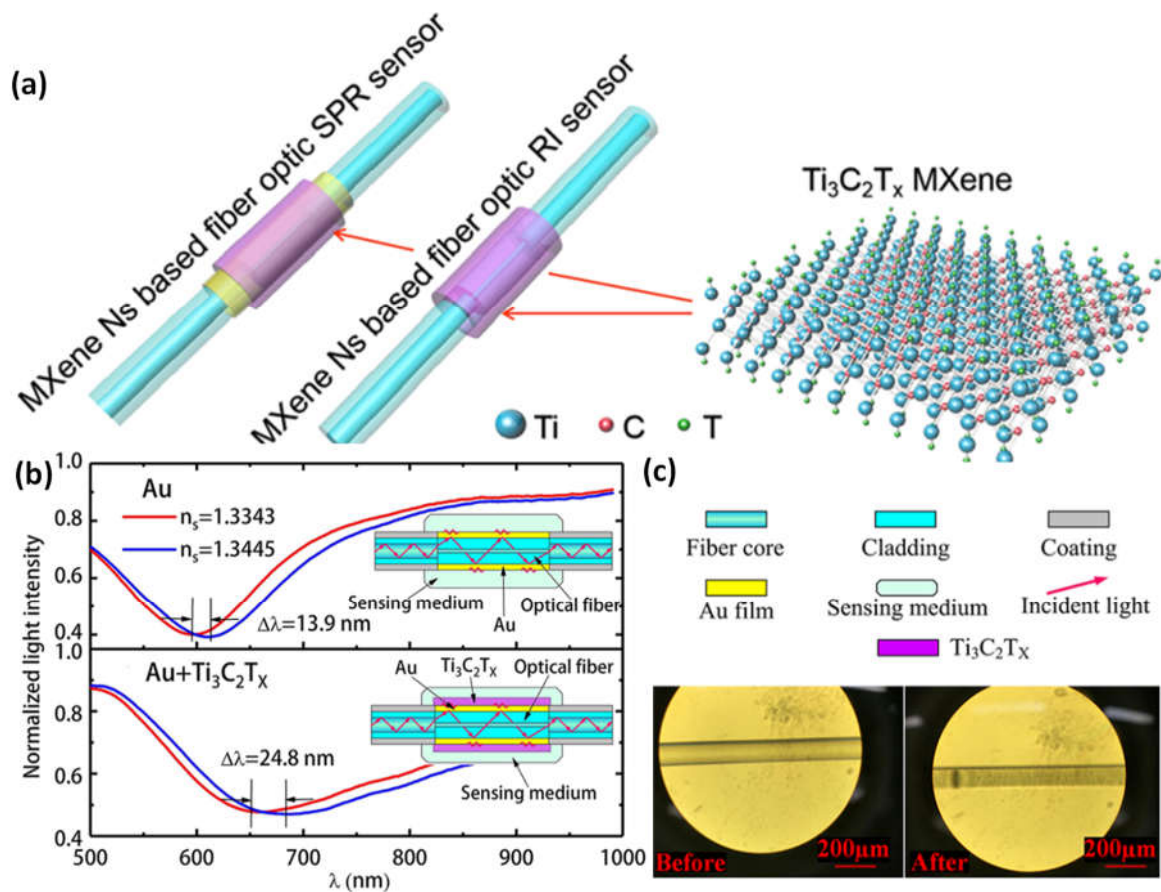 (a)
MXene Ns based fiber optic SPR sensor
MXene Ns based fiber optic RI sensor
Ti₃C₂Tₓ MXene
Ti
C
T
(b)
1.0
0.8
0.6
0.4
Au
nₛ=1.3343
nₛ=1.3445
Δλ=13.9 nm
Sensing medium
Au
Optical fiber
0.8
0.6
0.4
Au+Ti₃C₂Tₓ
Au
Ti₃C₂Tₓ
Optical fiber
Δλ=24.8 nm
Sensing medium
Normalized light intensity
500
600
700
800
900
1000
λ (nm)
(c)
Fiber core
Cladding
Coating
Au film
Sensing medium
Incident light
Ti₃C₂Tₓ
Before
200μm
After
200μm